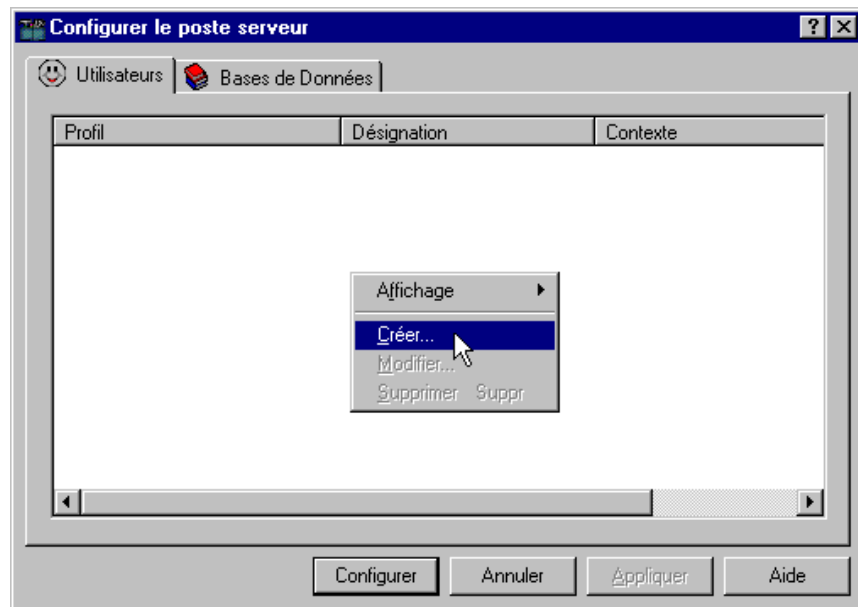 Configurer le poste serveur
Utilisateurs Bases de Données
Profil Désignation Contexte
Affichage
Créer...
Modifier...
Supprimer Suppr
Configurer Annuler Appliquer Aide